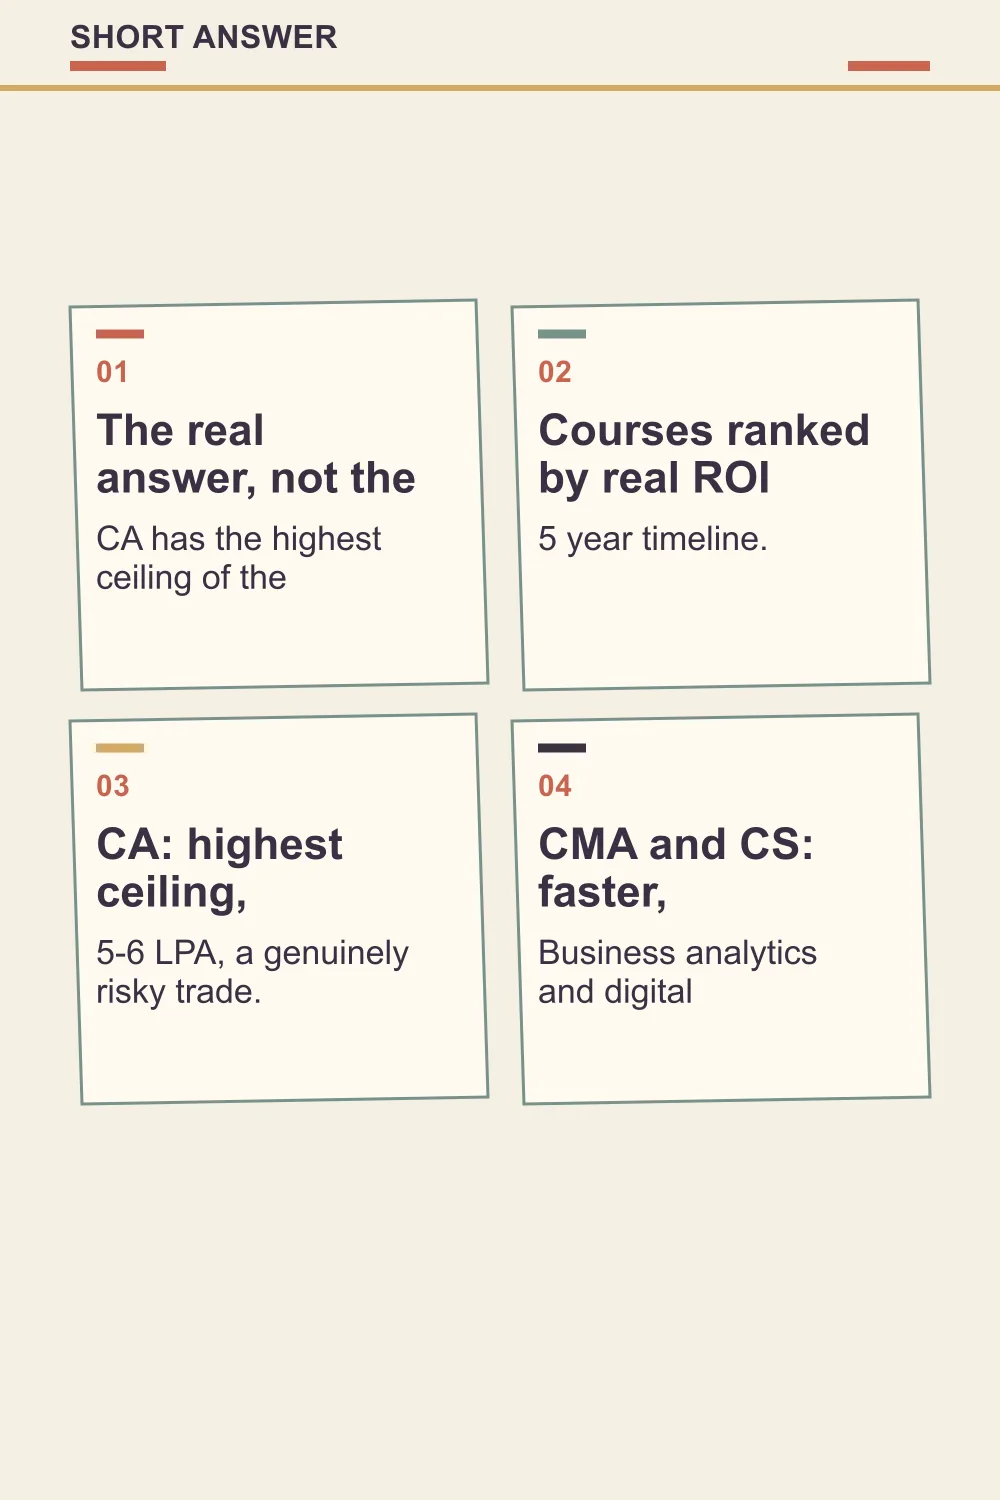 SHORT ANSWER
01
The real
answer, not the
CA has the highest
ceiling of the
02
Courses ranked
by real ROI
5 year timeline.
03
CA: highest
ceiling,
5-6 LPA, a genuinely
risky trade.
04
CMA and CS:
faster,
Business analytics
and digital